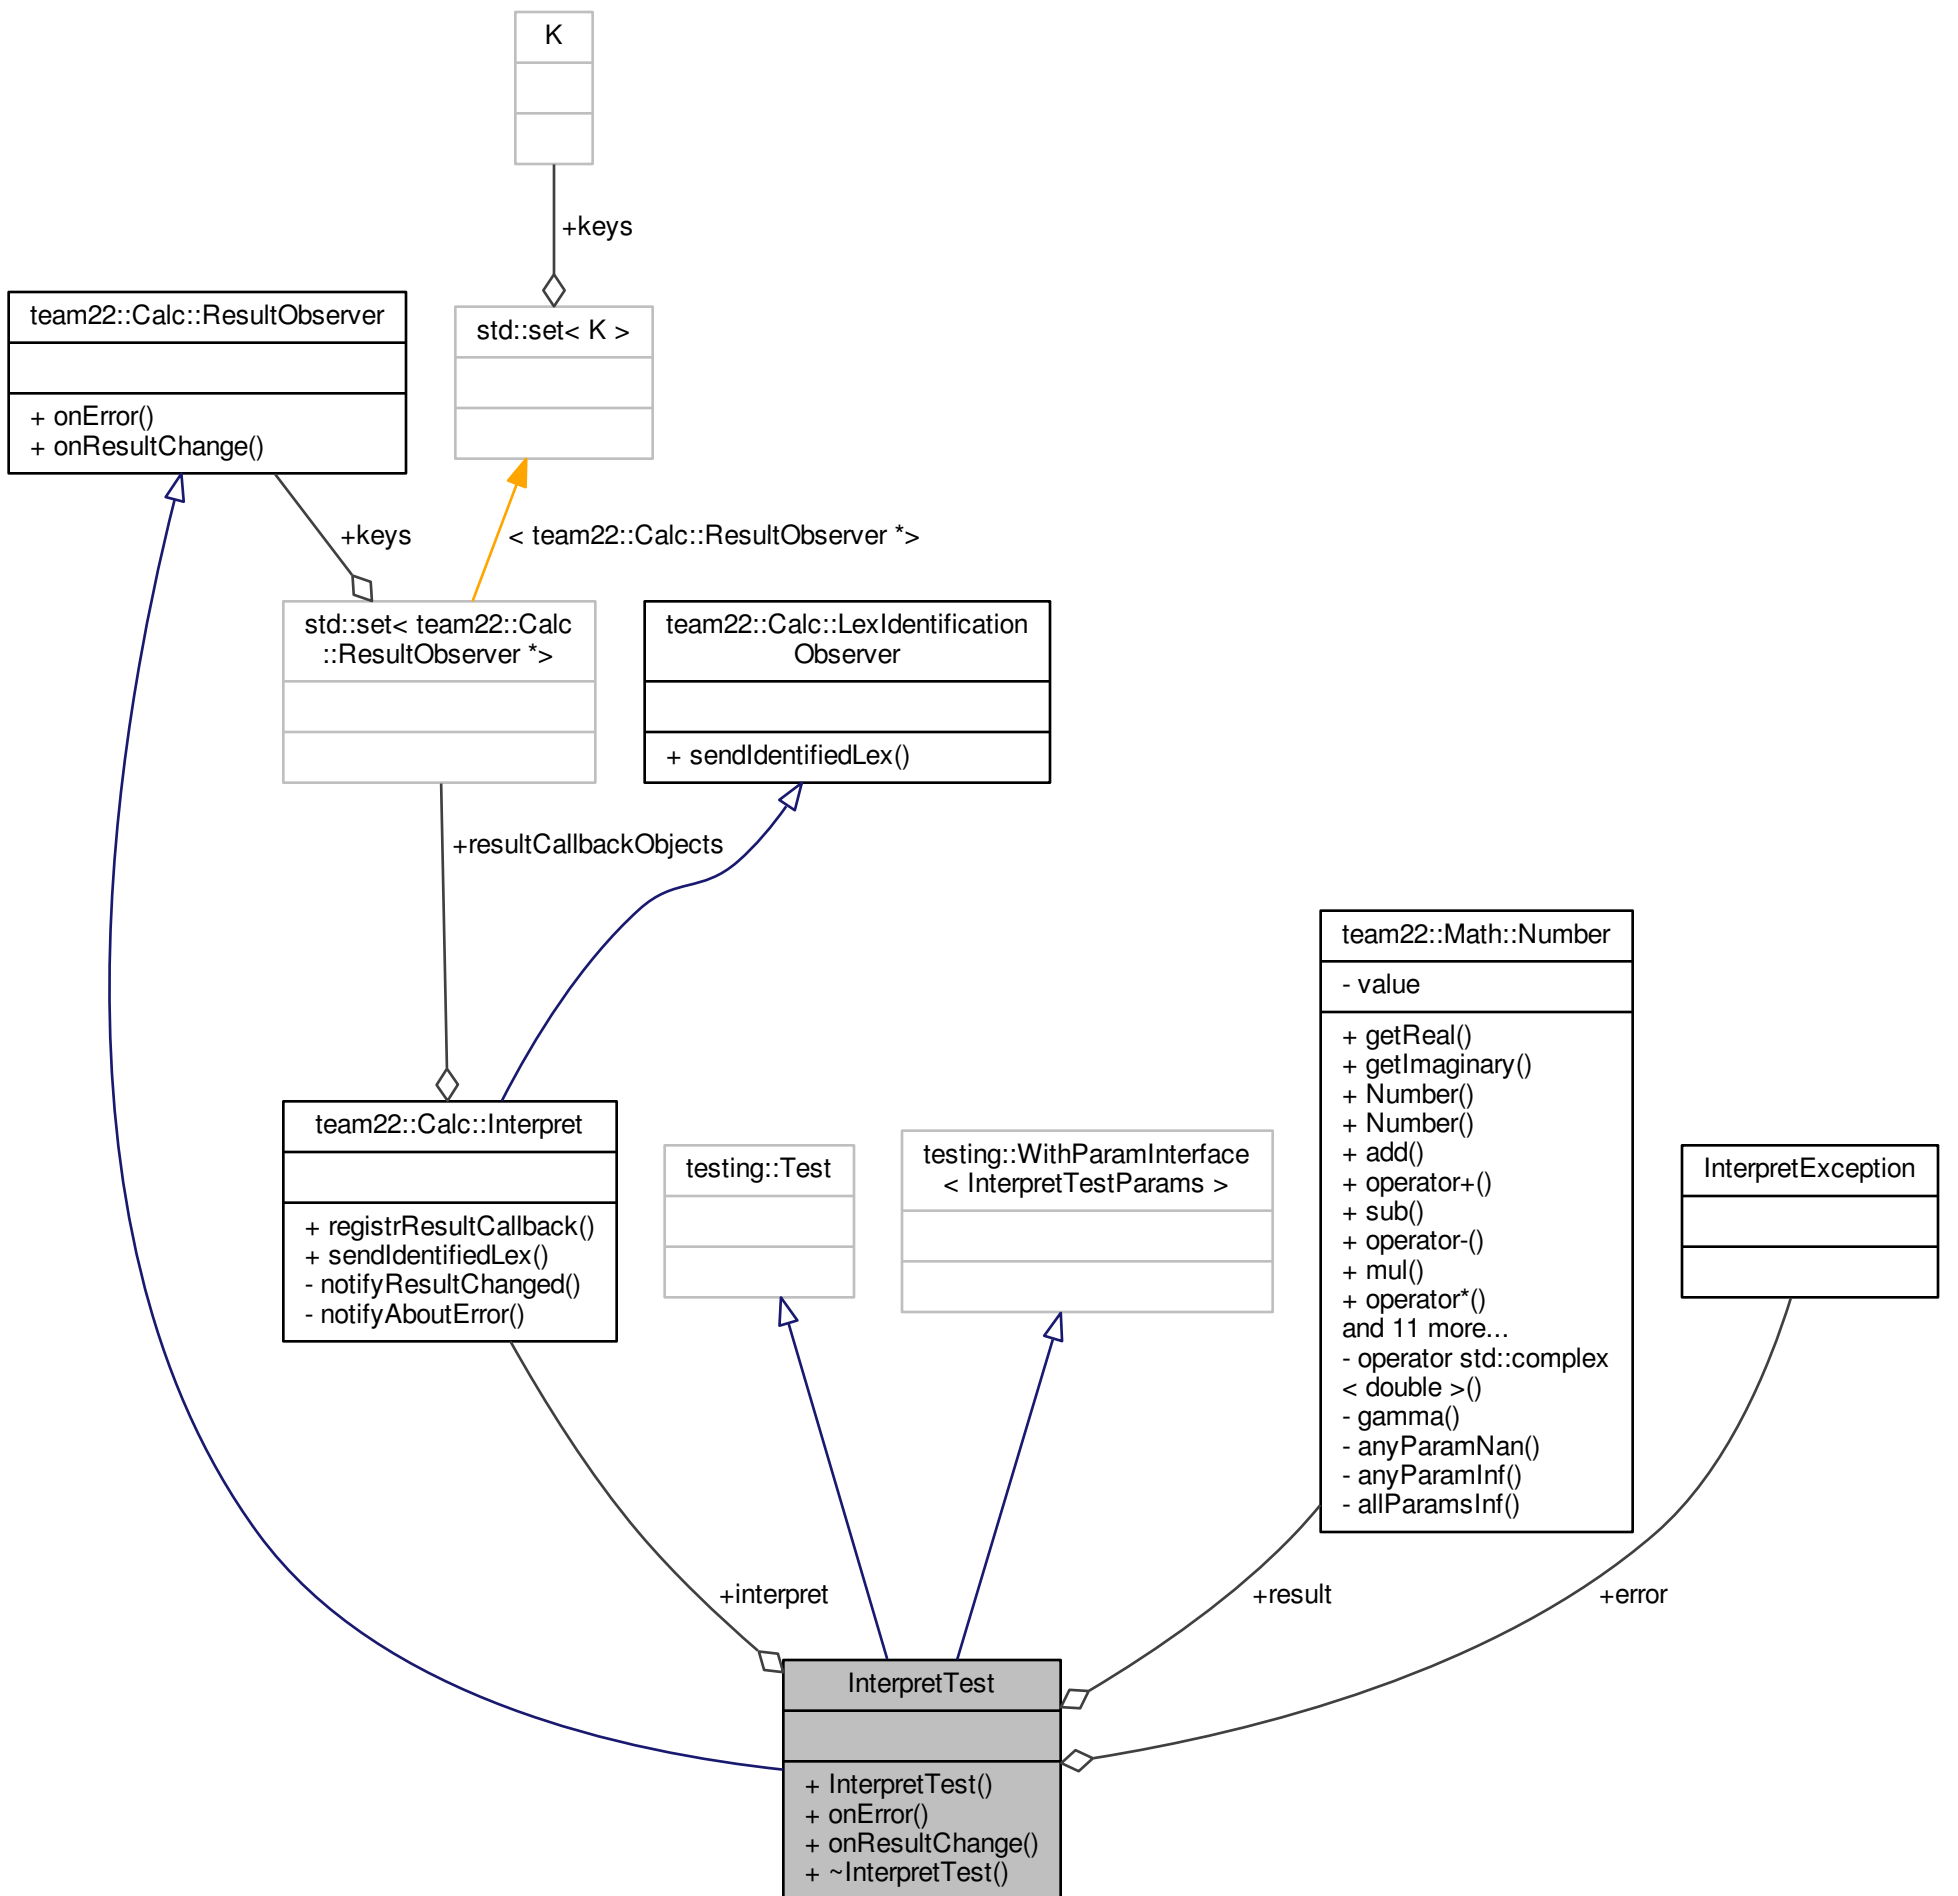 K
+keys
team22::Calc::ResultObserver
+ onError()
+ onResultChange()
std::set< K >
+keys
< team22::Calc::ResultObserver *>
std::set< team22::Calc
::ResultObserver *>
team22::Calc::LexIdentification
Observer
+ sendIdentifiedLex()
+resultCallbackObjects
team22::Calc::Interpret
+ registrResultCallback()
+ sendIdentifiedLex()
- notifyResultChanged()
- notifyAboutError()
testing::Test
testing::WithParamInterface
< InterpretTestParams >
team22::Math::Number
- value
+ getReal()
+ getImaginary()
+ Number()
+ Number()
+ add()
+ operator+()
+ sub()
+ operator-()
+ mul()
+ operator*()
and 11 more...
- operator std::complex
< double >()
- gamma()
- anyParamNan()
- anyParamInf()
- allParamsInf()
InterpretException
+interpret
+result
+error
InterpretTest
+ InterpretTest()
+ onError()
+ onResultChange()
+ ~InterpretTest()